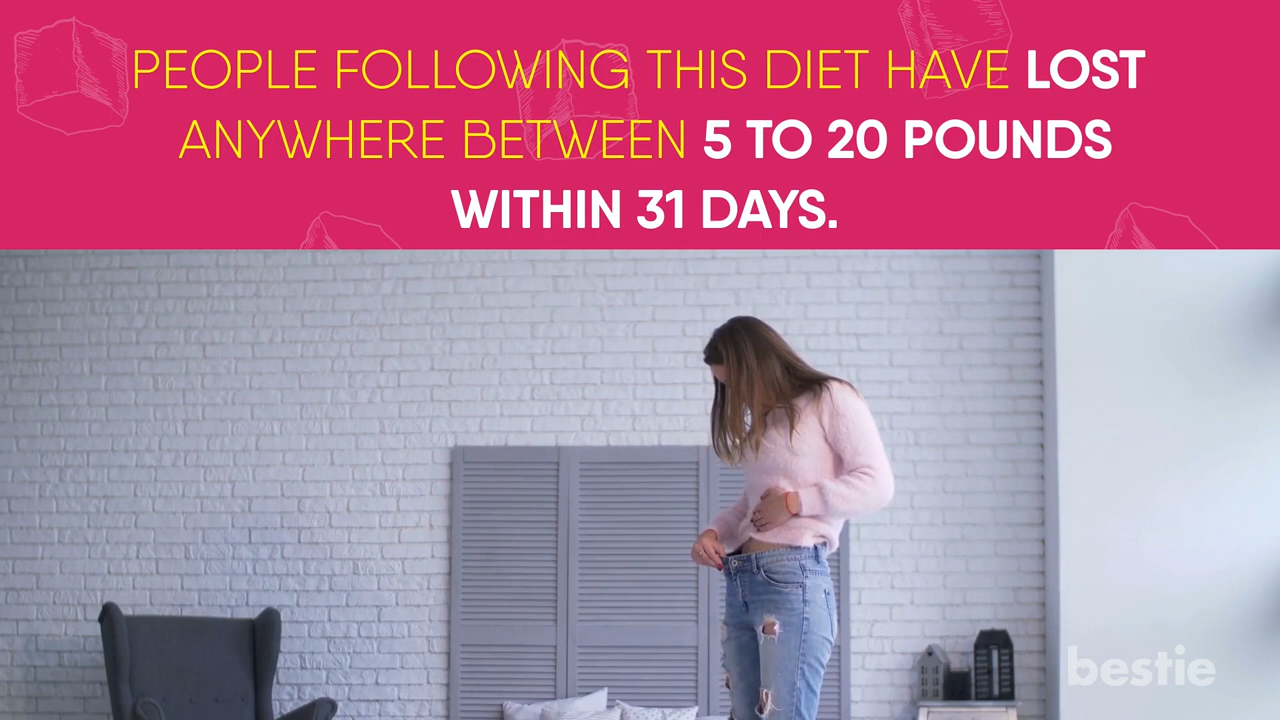 PEOPLE FOLLOWING THIS DIET HAVE LOST
ANYWHERE BETWEEN 5 TO 20 POUNDS
WITHIN 31 DAYS.
bestie